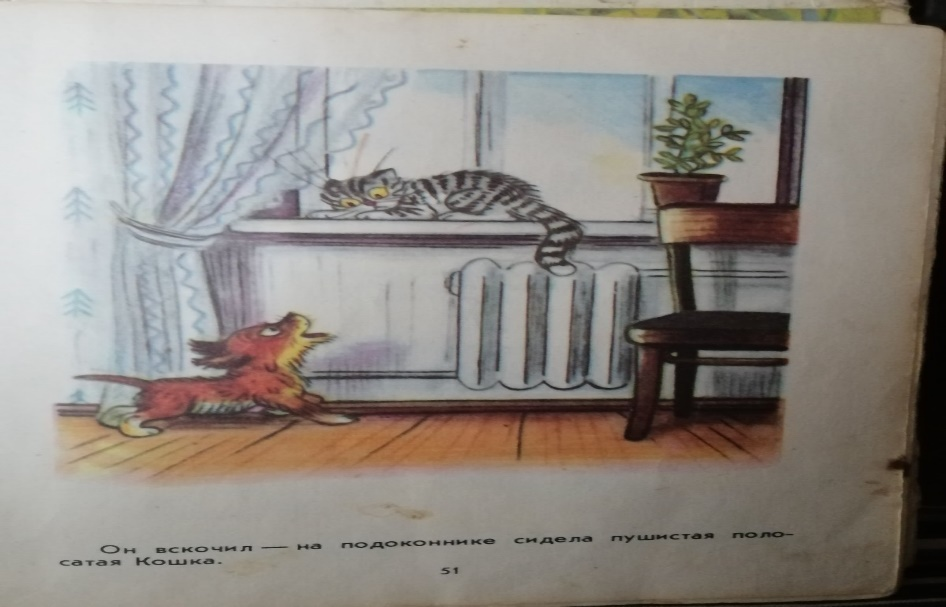 Он вскочил — на подоконнике сидела пушистая поло-
сатая Кошка.
51